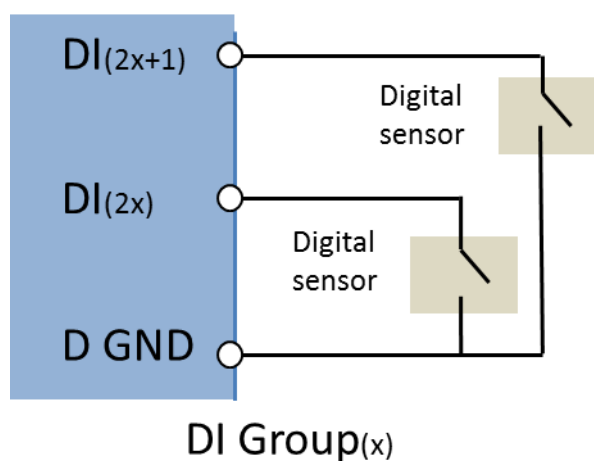 DI(2x+1)
Digital
sensor
DI(2x)
Digital
sensor
D GND
DI Group(x)